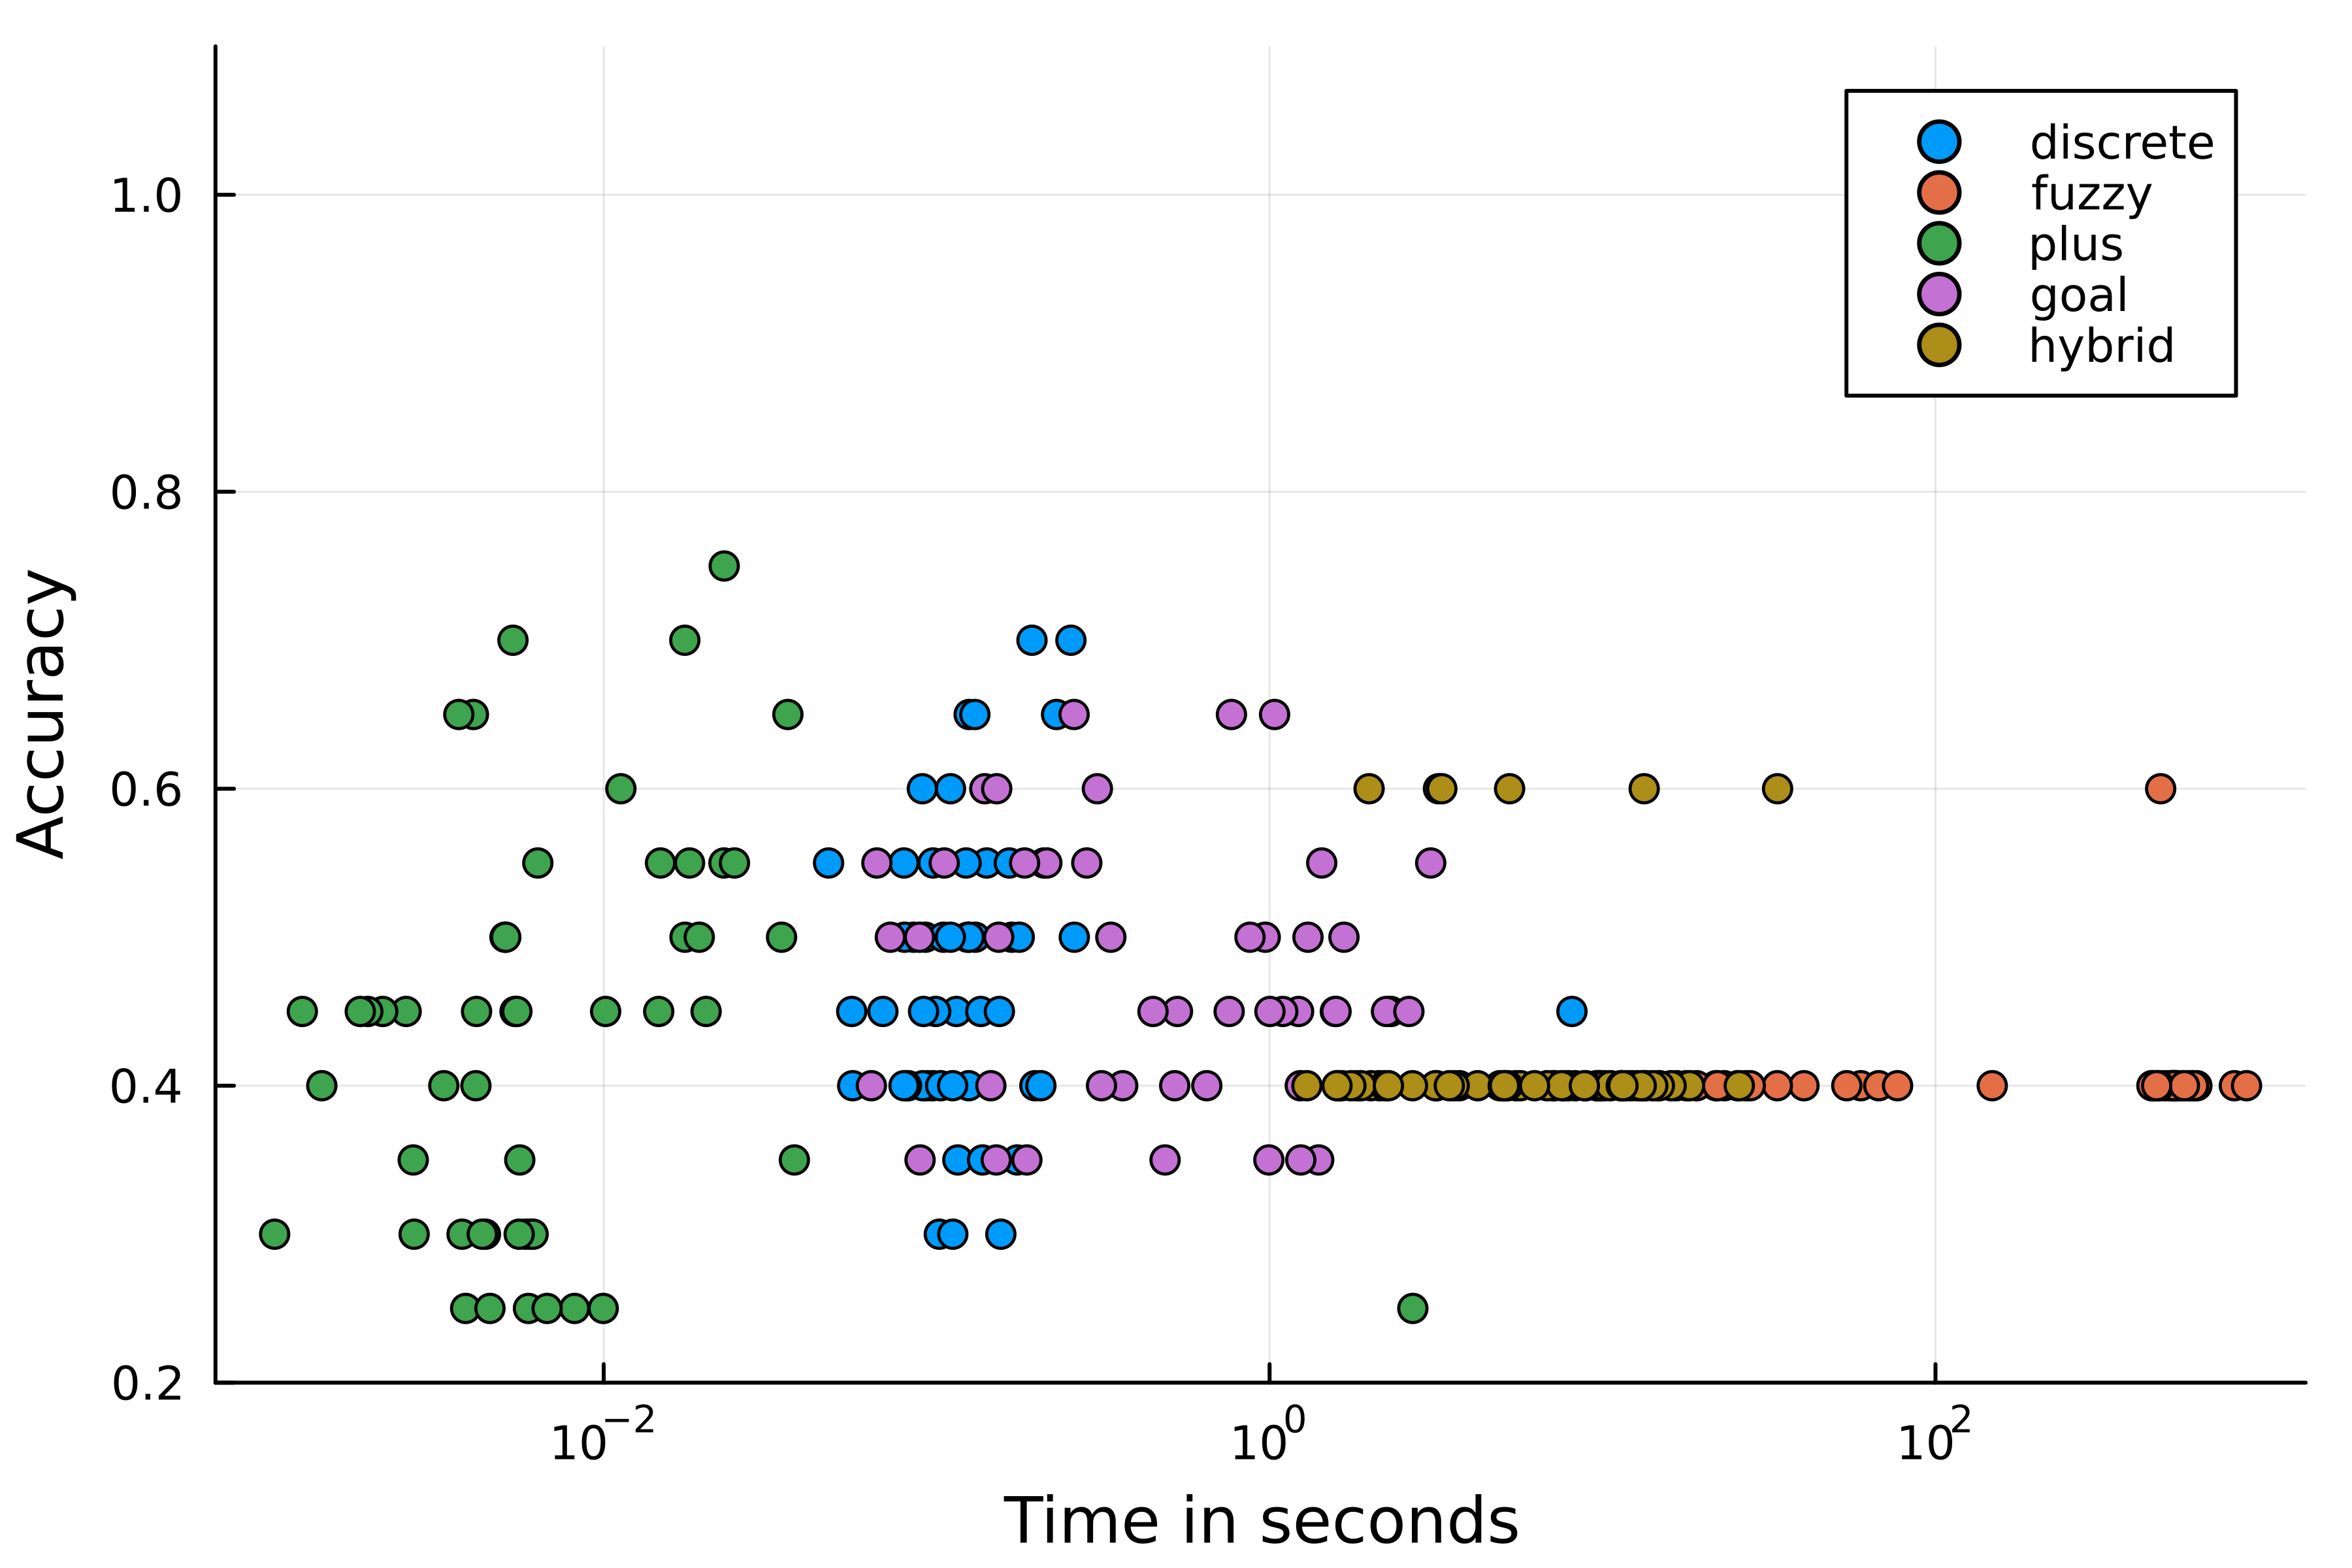 discrete
fuzzy
plus
goal
hybrid
1.0
0.8
0.6
0.4
0.2
Accuracy
10⁻² 10⁰ 10²
Time in seconds